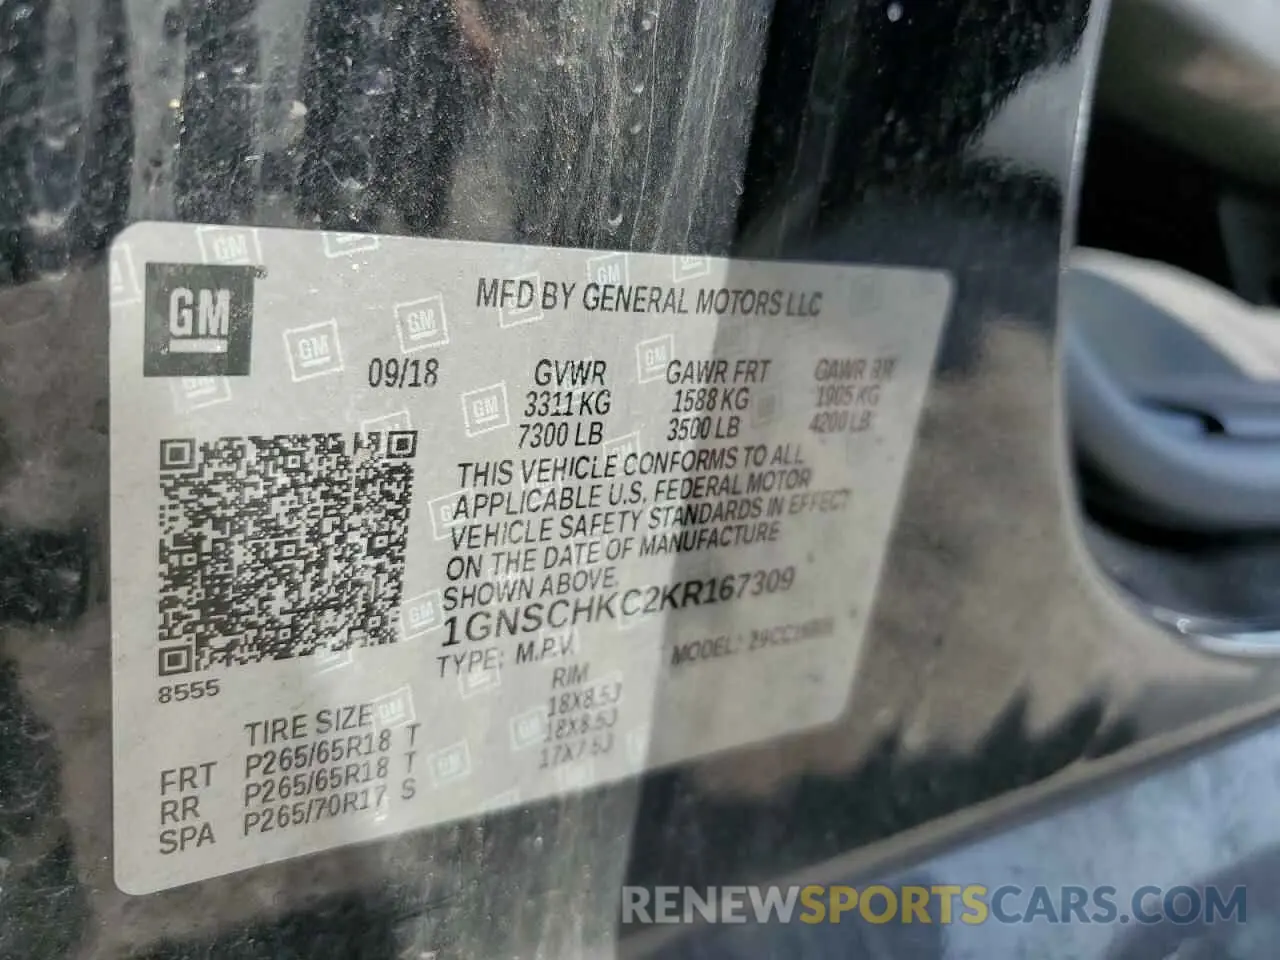 GM
MFD BY GENERAL MOTORS LLC
09/18 GVWR GAWR FRT GAWR RR
3311 KG 1588 KG 1905 KG
7300 LB 3500 LB 4200 LB
THIS VEHICLE CONFORMS TO ALL
APPLICABLE U.S. FEDERAL MOTOR
VEHICLE SAFETY STANDARDS IN EFFECT
ON THE DATE OF MANUFACTURE
SHOWN ABOVE.
1GNSCHKC2KR167309
TYPE: M.P.V. MODEL:
8555
TIRE SIZE RIM
FRT P265/65R18 T 18X8.5J
RR P265/65R18 T 18X8.5J
SPA P265/70R17 S 17X7.5J
RENEWSPORTSCARS.COM